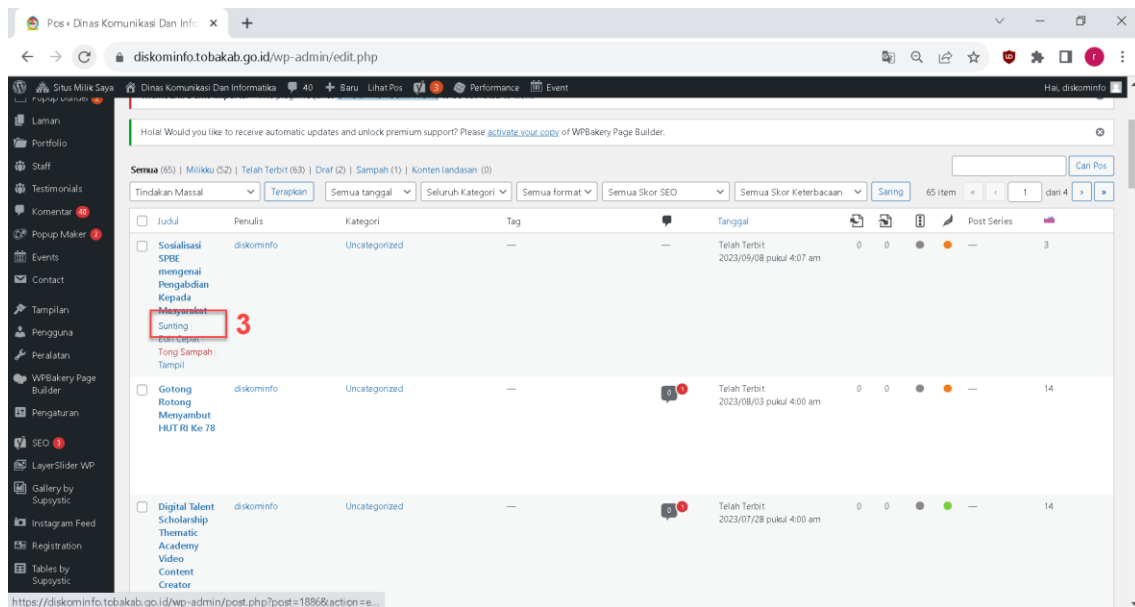 Pos ‹ Dinas Komunikasi Dan Info
diskominfo.tobakab.go.id/wp-admin/edit.php
Situs Milik Saya Dinas Komunikasi Dan Informatika 40 Baru Lihat Pos 3 Performance Event Hai, diskominfo
Popup Builder 2
Laman
Portfolio
Staff
Testimonials
Komentar 40
Popup Maker 2
Events
Contact
Tampilan
Pengguna
Peralatan
WPBakery Page
Builder
Pengaturan
SEO 3
LayerSlider WP
Gallery by
Supsystic
Instagram Feed
Registration
Tables by
Supsystic
Hola! Would you like to receive automatic updates and unlock premium support? Please activate your copy of WPBakery Page Builder.
Semua (65) | Milikku (52) | Telah Terbit (63) | Draf (2) | Sampah (1) | Konten landasan (0)
Cari Pos
Tindakan Massal Terapkan Semua tanggal Seluruh Kategori Semua format Semua Skor SEO Semua Skor Keterbacaan Saring 65 item « ‹ 1 dari 4 › »
Judul Penulis Kategori Tag Tanggal Post Series
Sosialisasi diskominfo Uncategorized — — Telah Terbit 0 0 — 3
SPBE 2023/09/08 pukul 4:07 am
mengenai
Pengabdian
Kepada
Masyarakat
Sunting |
3
Edit Cepat |
Tong Sampah |
Tampil
Gotong diskominfo Uncategorized — 0 1 Telah Terbit 0 0 — 14
Rotong 2023/08/03 pukul 4:00 am
Menyambut
HUT RI Ke 78
Digital Talent diskominfo Uncategorized — 0 1 Telah Terbit 0 0 — 14
Scholarship 2023/07/28 pukul 4:00 am
Thematic
Academy
Video
Content
Creator
https://diskominfo.tobakab.go.id/wp-admin/post.php?post=1886&action=e...